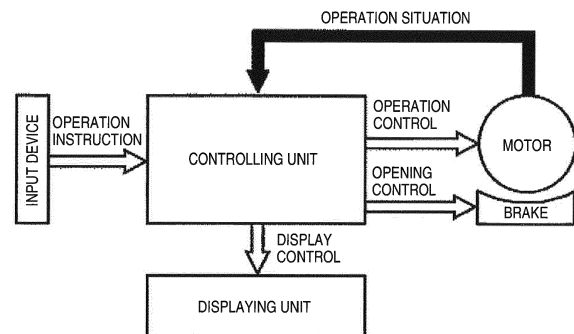 OPERATION SITUATION
INPUT DEVICE
OPERATION
INSTRUCTION
CONTROLLING UNIT
OPERATION
CONTROL
MOTOR
OPENING
CONTROL
BRAKE
DISPLAY
CONTROL
DISPLAYING UNIT